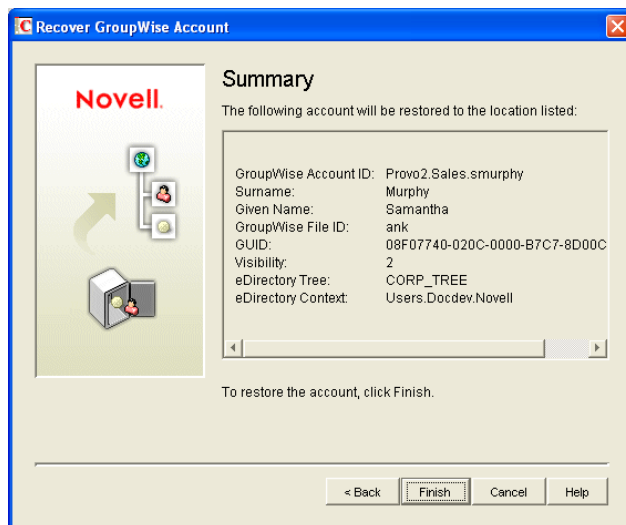 Recover GroupWise Acco unt
Novell.
Summary
The following account will be restored to the location listed:
GroupWise Account ID: Provo2.Sales.smurphy
Surname: Murphy
Given Name: Samantha
GroupWise File ID: ank
GUID: 08F07740-020C-0000-B7C7-8D00C
Visibility: 2
eDirectory Tree: CORP_TREE
eDirectory Context: Users.Docdev.Novell
To restore the account, click Finish.
< Back Finish Cancel Help